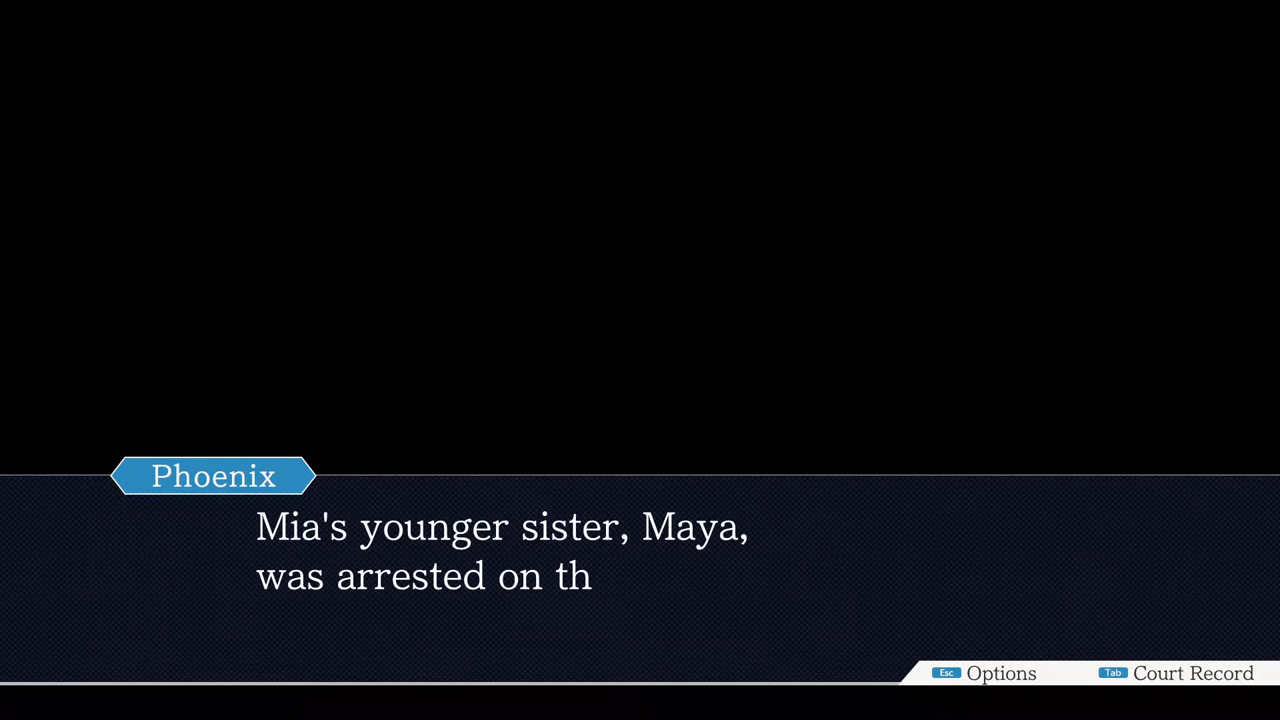 Phoenix
Mia's younger sister, Maya,
was arrested on th
Esc Options Tab Court Record